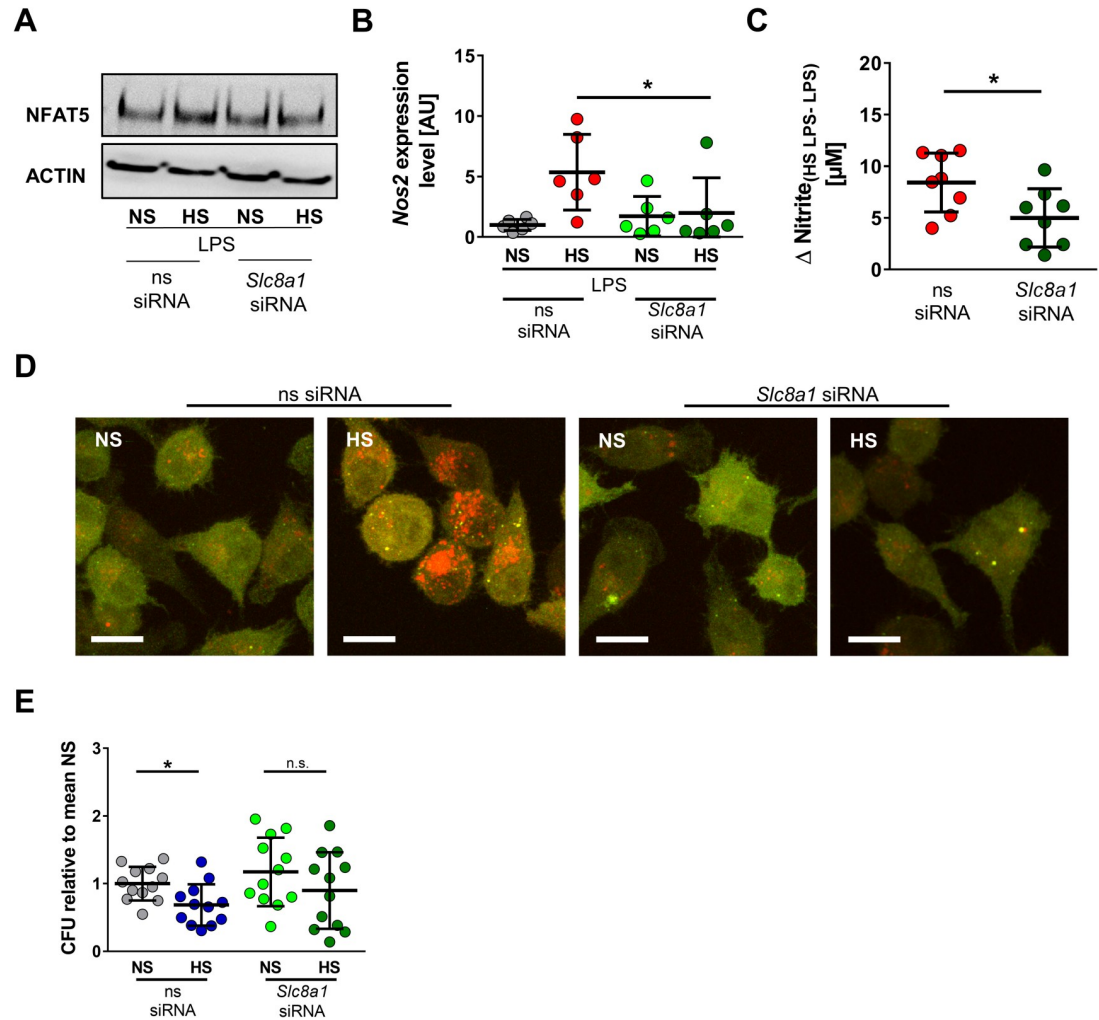 A
NFAT5
ACTIN
NS HS NS HS
LPS
ns Slc8a1
siRNA siRNA
B
Nos2 expression
level [AU]
15
10
5
0
*
NS HS NS HS
LPS
ns Slc8a1
siRNA siRNA
C
Δ Nitrite(HS LPS- LPS)
[µM]
20
15
10
5
0
*
ns Slc8a1
siRNA siRNA
D
ns siRNA Slc8a1 siRNA
NS HS NS HS
E
CFU relative to mean NS
3
2
1
0
* n.s.
NS HS NS HS
ns Slc8a1
siRNA siRNA